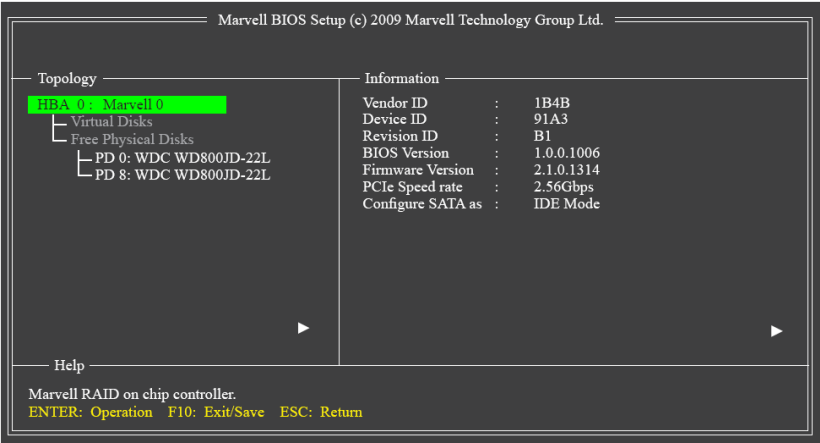 Marvell BIOS Setup (c) 2009 Marvell Technology Group Ltd.
Topology
HBA 0 : Marvell 0
Virtual Disks
Free Physical Disks
PD 0: WDC WD800JD-22L
PD 8: WDC WD800JD-22L
Information
Vendor ID : 1B4B
Device ID : 91A3
Revision ID : B1
BIOS Version : 1.0.0.1006
Firmware Version : 2.1.0.1314
PCIe Speed rate : 2.56Gbps
Configure SATA as : IDE Mode
Help
Marvell RAID on chip controller.
ENTER: Operation F10: Exit/Save ESC: Return